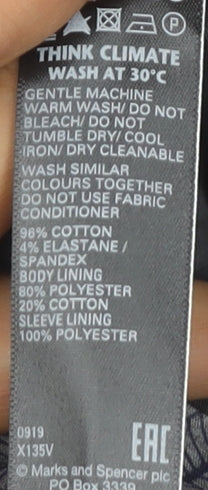 THINK CLIMATE
WASH AT 30°C
GENTLE MACHINE
WARM WASH/ DO NOT
BLEACH/ DO NOT
TUMBLE DRY/ COOL
IRON/ DRY CLEANABLE
WASH SIMILAR
COLOURS TOGETHER
DO NOT USE FABRIC
CONDITIONER
96% COTTON
4% ELASTANE /
SPANDEX
BODY LINING
80% POLYESTER
20% COTTON
SLEEVE LINING
100% POLYESTER
0919
X135V
EAC
© Marks and Spencer plc
PO Box 3339